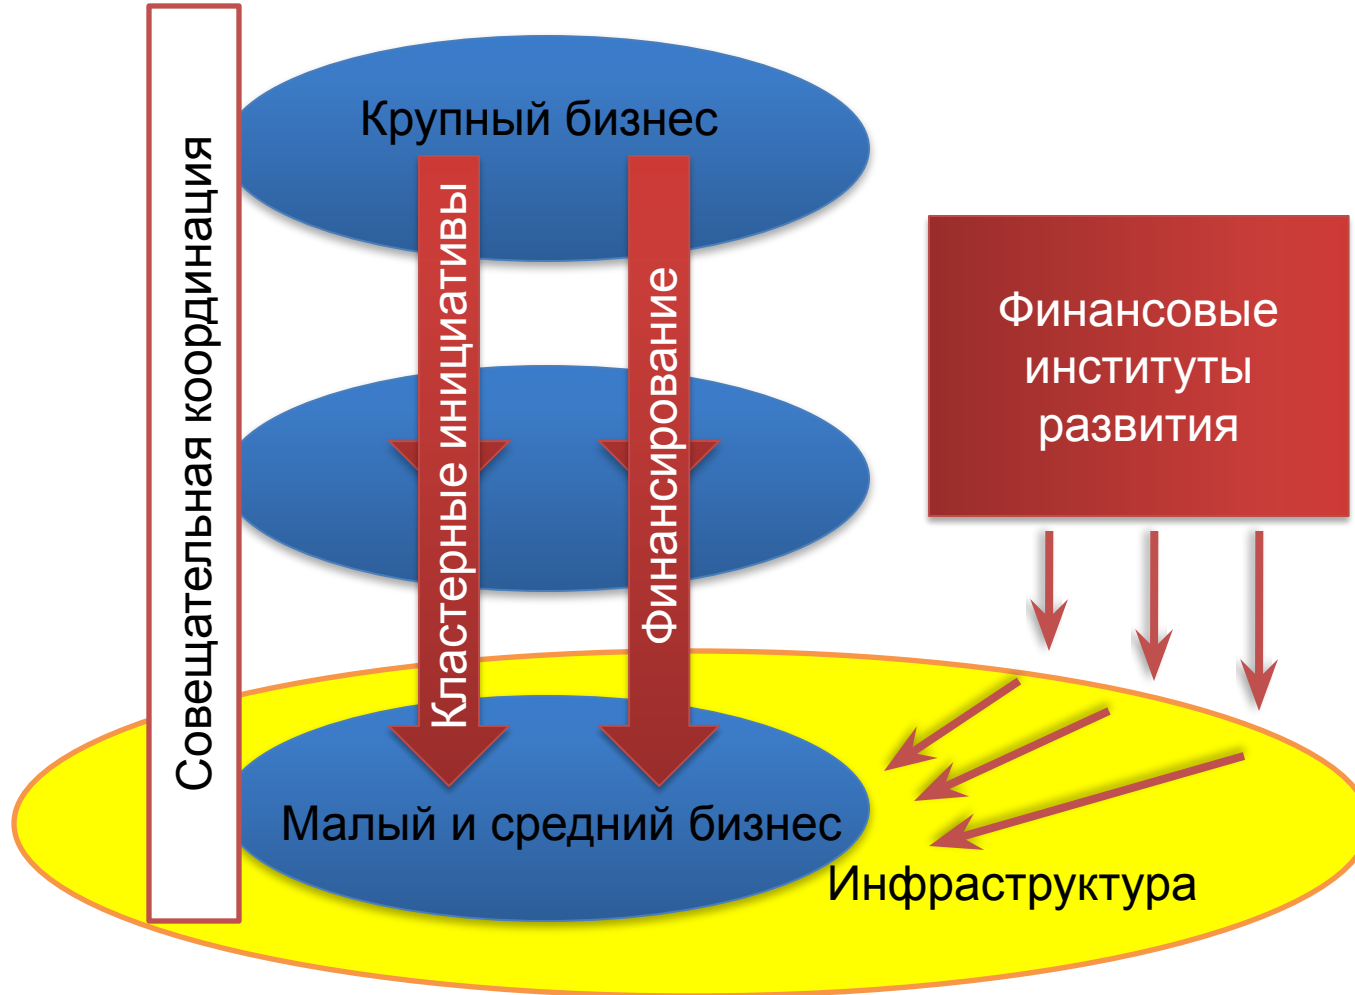 Совещательная координация
Крупный бизнес
Кластерные инициативы
Финансирование
Финансовые
институты
развития
Малый и средний бизнес
Инфраструктура